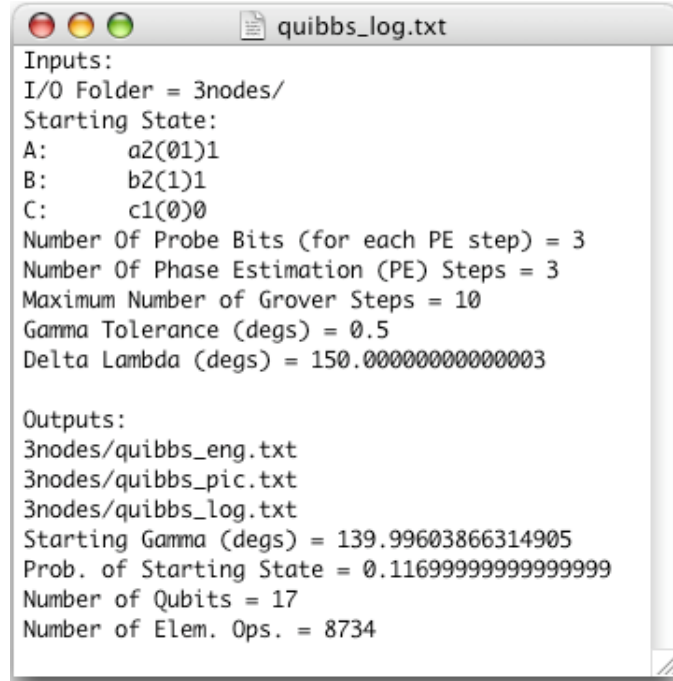 quibbs_log.txt
Inputs:
I/O Folder = 3nodes/
Starting State:
A: a2(01)1
B: b2(1)1
C: c1(0)0
Number Of Probe Bits (for each PE step) = 3
Number Of Phase Estimation (PE) Steps = 3
Maximum Number of Grover Steps = 10
Gamma Tolerance (degs) = 0.5
Delta Lambda (degs) = 150.00000000000003
Outputs:
3nodes/quibbs_eng.txt
3nodes/quibbs_pic.txt
3nodes/quibbs_log.txt
Starting Gamma (degs) = 139.99603866314905
Prob. of Starting State = 0.11699999999999999
Number of Qubits = 17
Number of Elem. Ops. = 8734